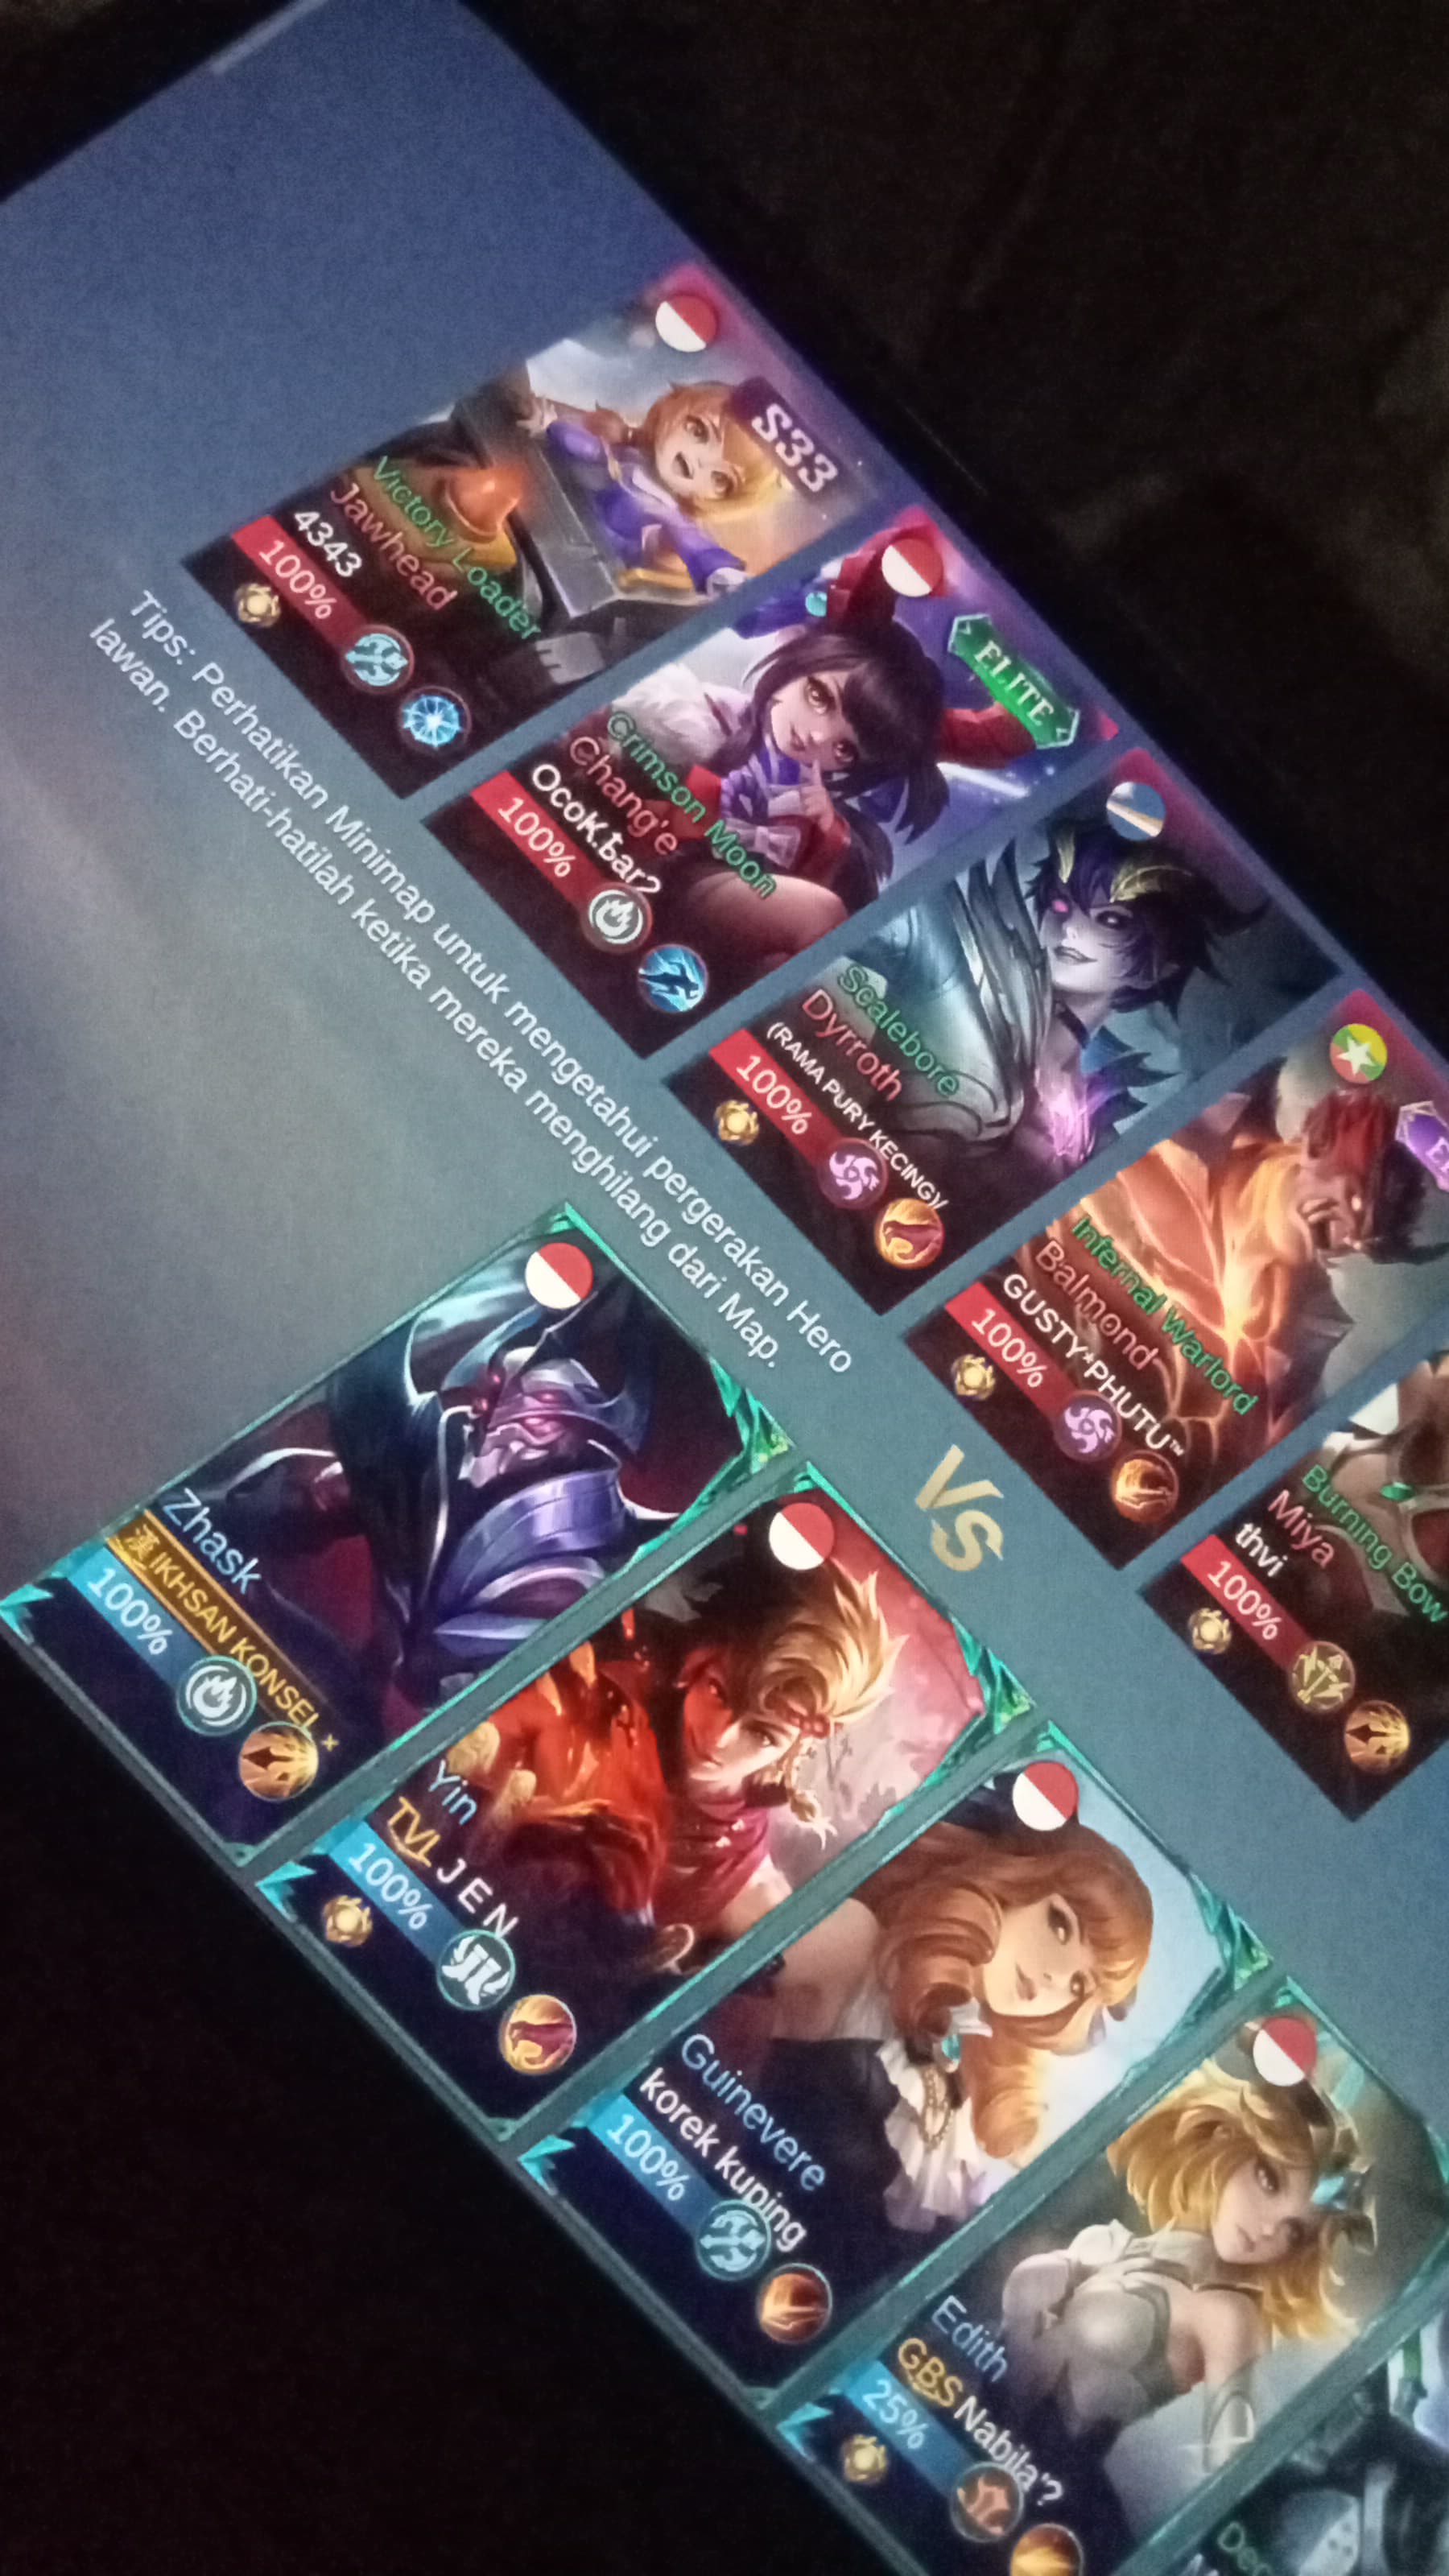 S33
Victory Loader
Jawhead
4343
100%
ELITE
Crimson Moon
Chang'e
100%
Scalebore
Dyrroth
(RAMA PURY KECING)/
100%
Infernal Warlord
Balmond
GUSTY*PHUTU™
100%
Burning Bow
Miya
thvi
100%
Tips: Perhatikan Minimap untuk mengetahui pergerakan Hero
lawan. Berhati-hatilah ketika mereka menghilang dari Map.
VS
Zhask
IKHSAN KONSEL
100%
Yin
TVL J E N
100%
Guinevere
korek kuping
100%
Edith
GBS Nabila'?
25%